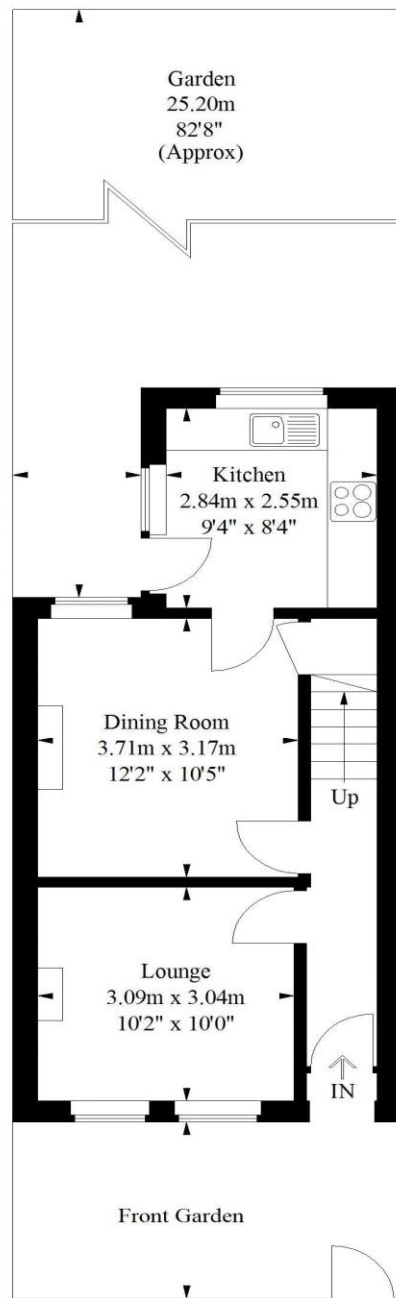 Garden
25.20m
82'8"
(Approx)
Kitchen
2.84m x 2.55m
9'4" x 8'4"
Dining Room
3.71m x 3.17m
12'2" x 10'5"
Up
Lounge
3.09m x 3.04m
10'2" x 10'0"
IN
Front Garden